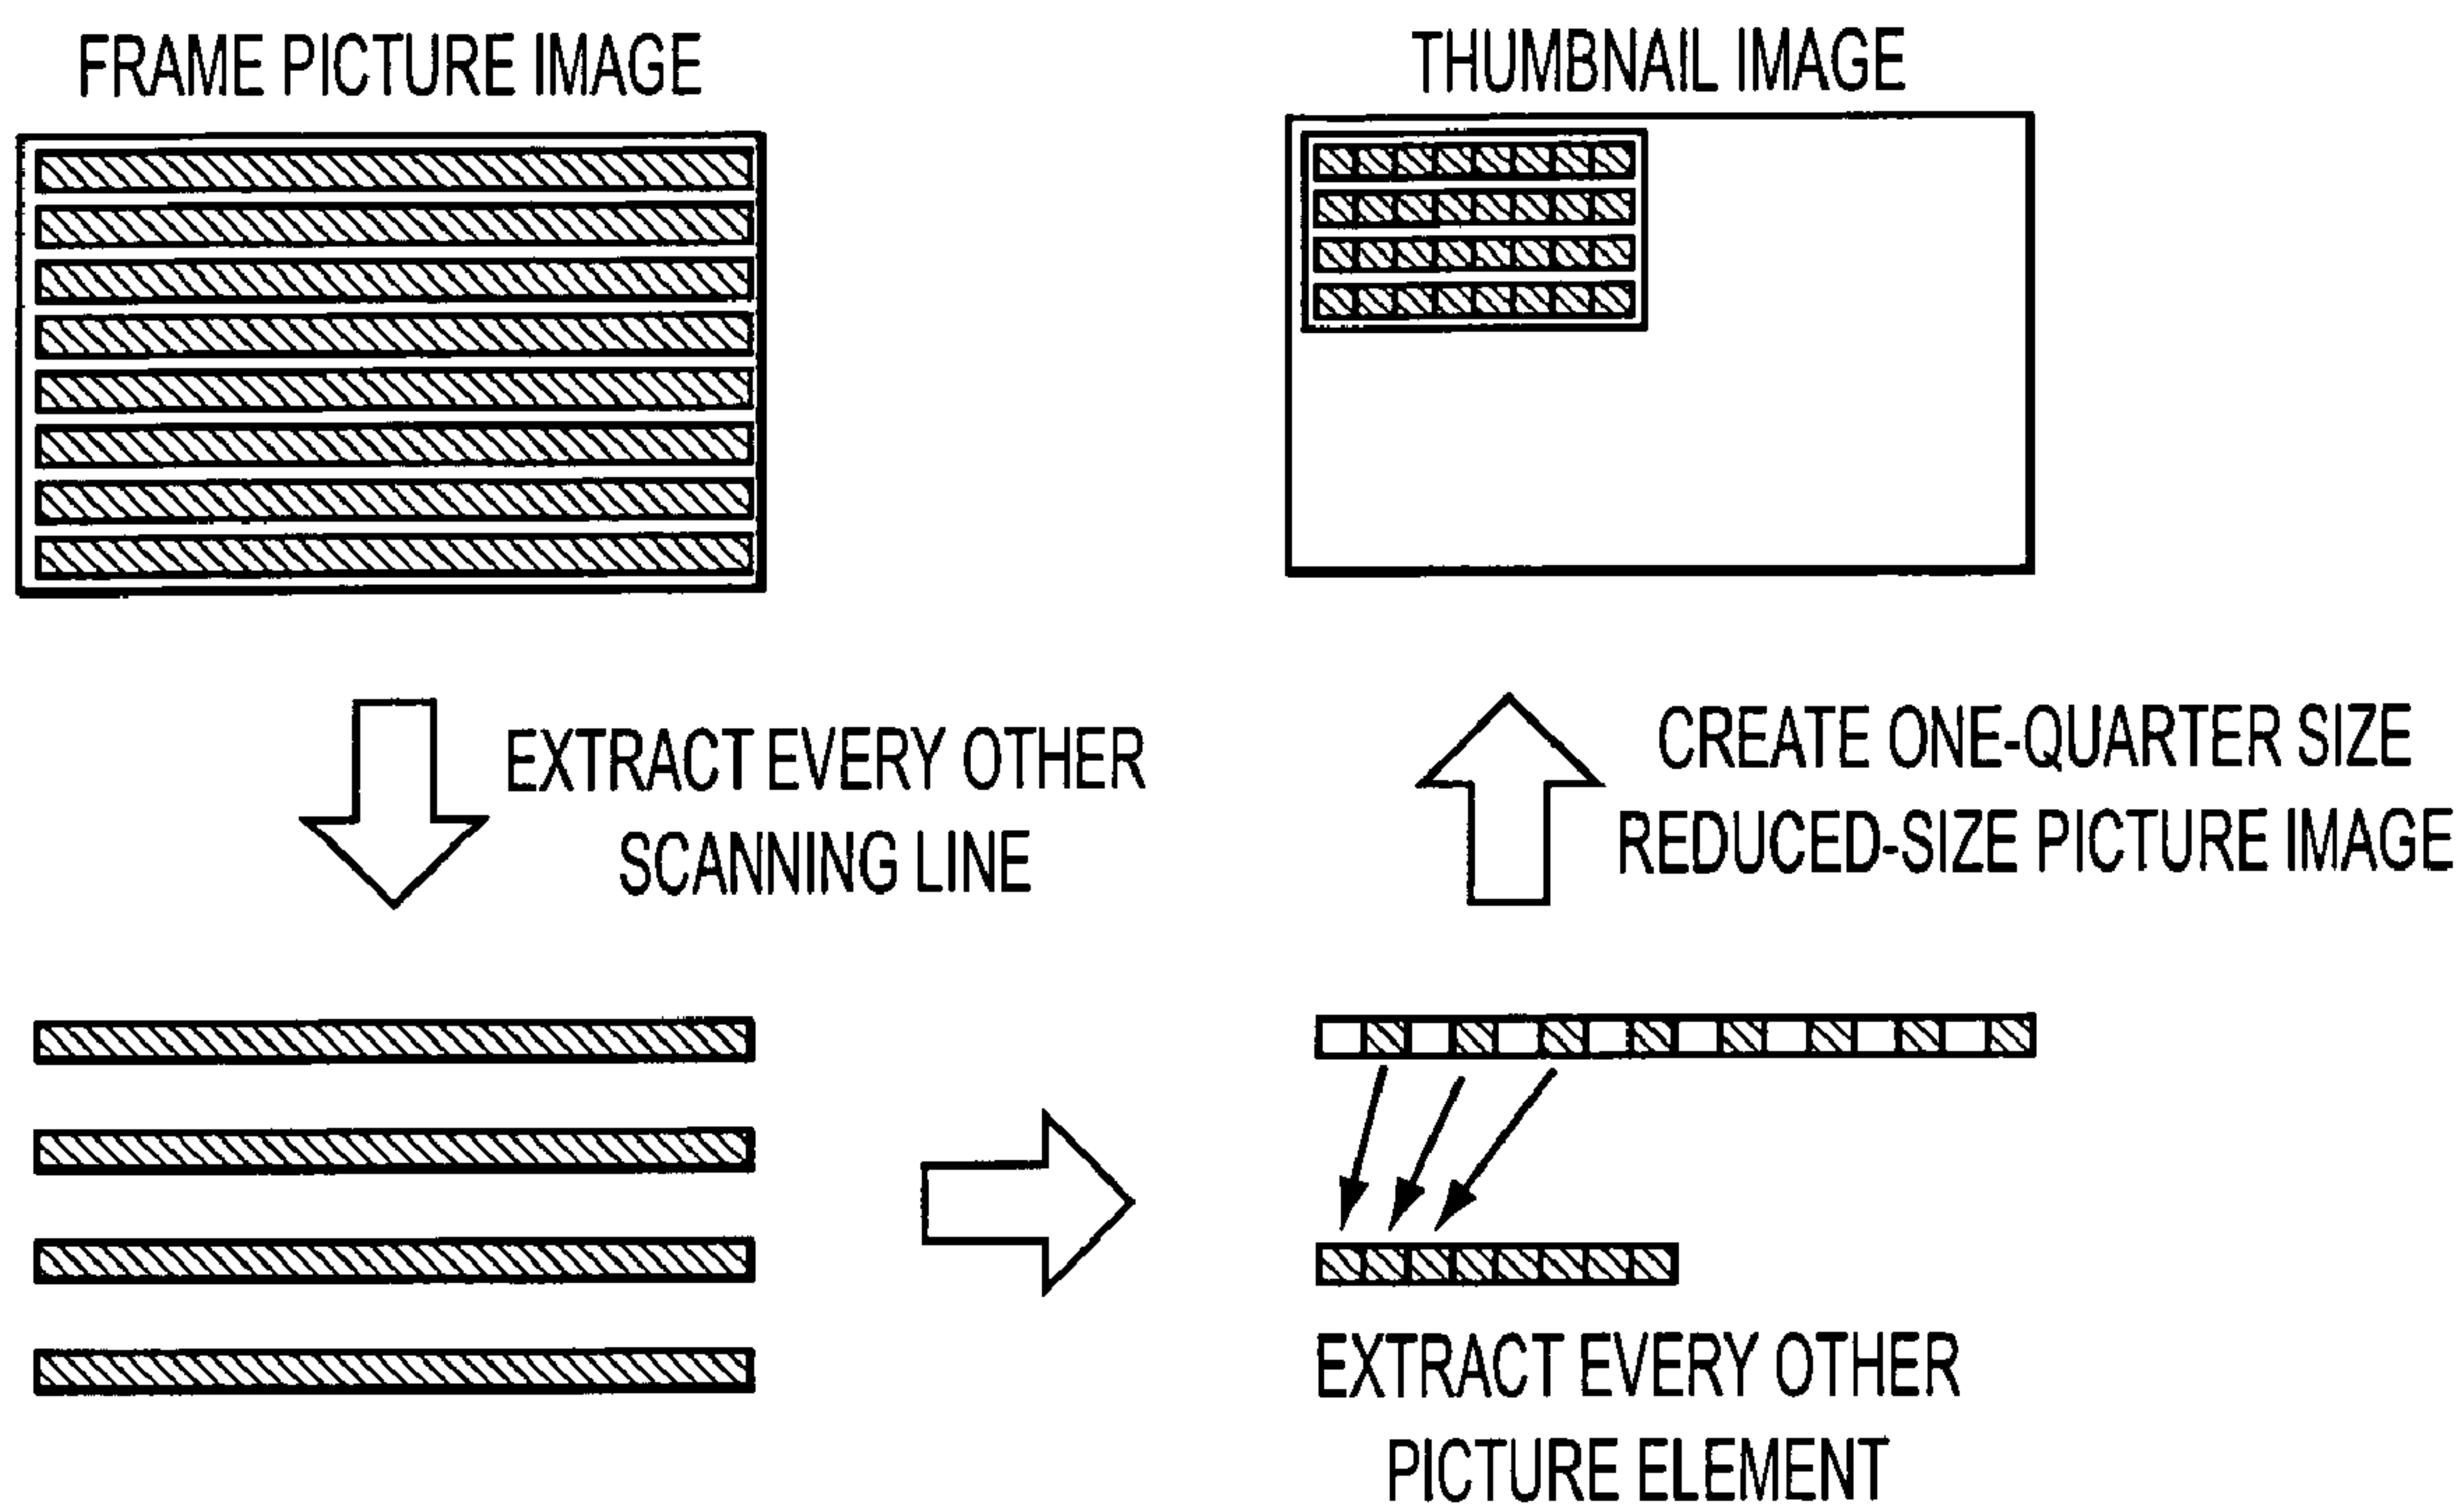 FRAME PICTURE IMAGE
THUMBNAIL IMAGE
EXTRACT EVERY OTHER
SCANNING LINE
CREATE ONE-QUARTER SIZE
REDUCED-SIZE PICTURE IMAGE
EXTRACT EVERY OTHER
PICTURE ELEMENT